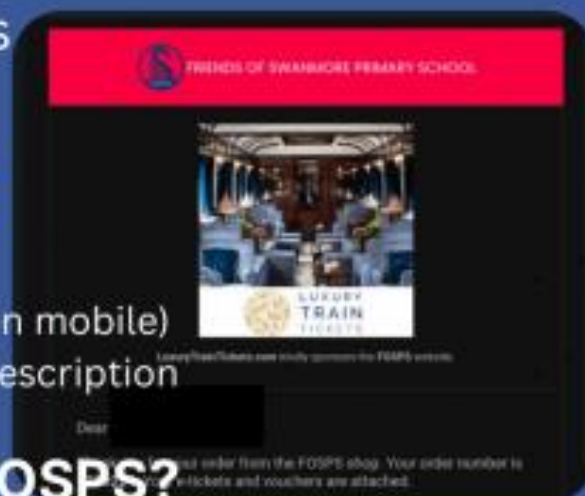 S
FRIENDS OF SWANMORE PRIMARY SCHOOL
LUXURY
TRAIN
TICKETS
n mobile)
LuxuryTrainTickets.com kindly sponsors the FOSPS website.
escription
Dear
your order from the FOSPS shop. Your order number is
OSPS?
e-tickets and vouchers are attached.